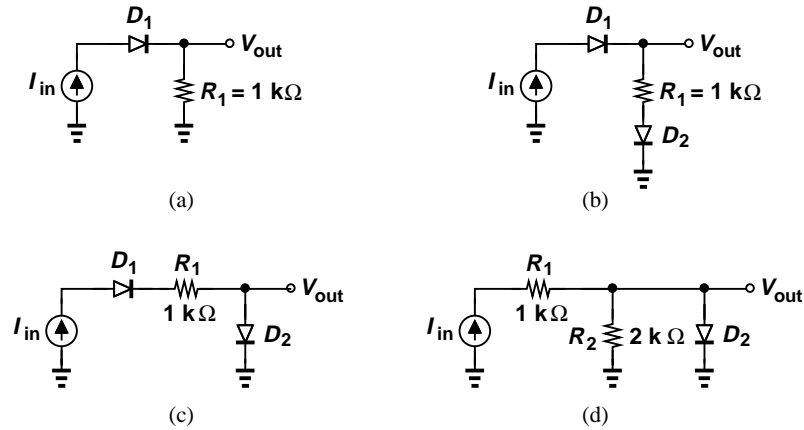 D1
Vout
Iin
R1 = 1 kΩ
(a)
D1
Vout
Iin
R1 = 1 kΩ
D2
(b)
D1
R1
Vout
Iin
1 kΩ
D2
(c)
R1
Vout
Iin
1 kΩ
R2
2 kΩ
D2
(d)